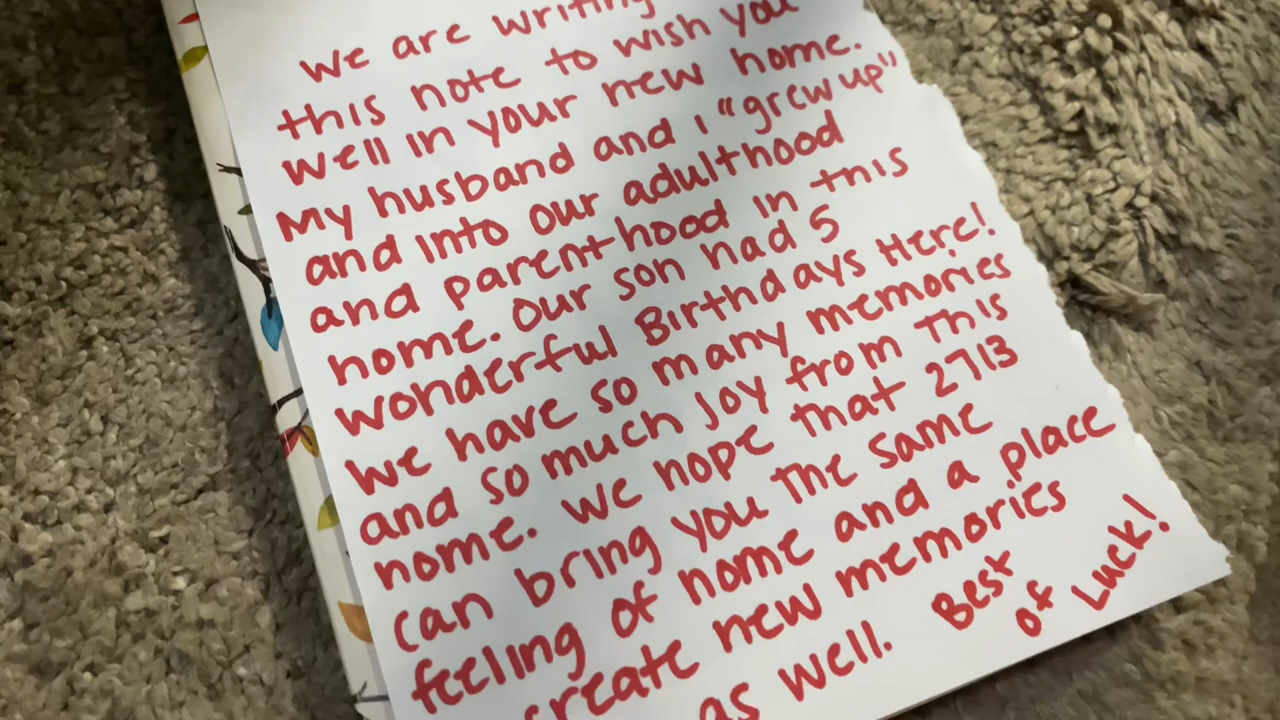 We are writing
this note to wish you
well in your new home.
My husband and I "grew up"
and into our adulthood
and parenthood in this
home. Our son had 5
wonderful Birthdays Here!
We have so many memories
and so much joy from This
home. We hope that 2713
can bring you The same
feeling of home and a place
create new memories
as well. Best
of
Luck!